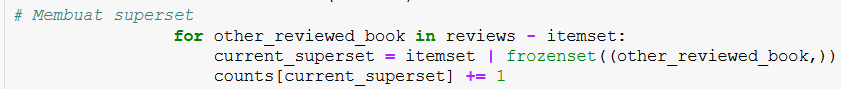 # Membuat superset
for other_reviewed_book in reviews - itemset:
current_superset = itemset | frozenset((other_reviewed_book,))
counts[current_superset] += 1